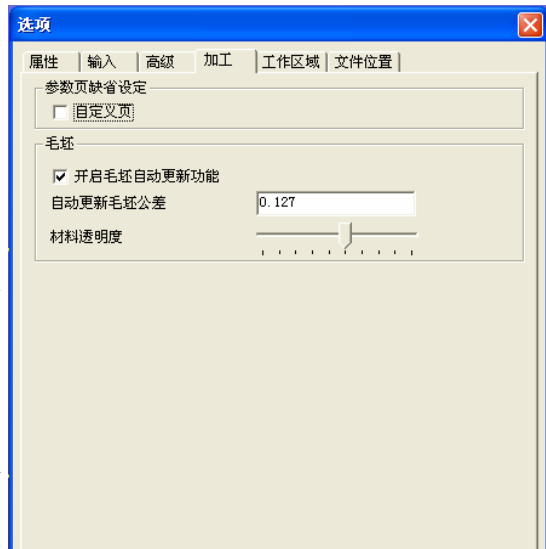 选项
属性 输入 高级 加工 工作区域 文件位置
参数页缺省设定
自定义页
毛坯
开启毛坯自动更新功能
自动更新毛坯公差 0.127
材料透明度